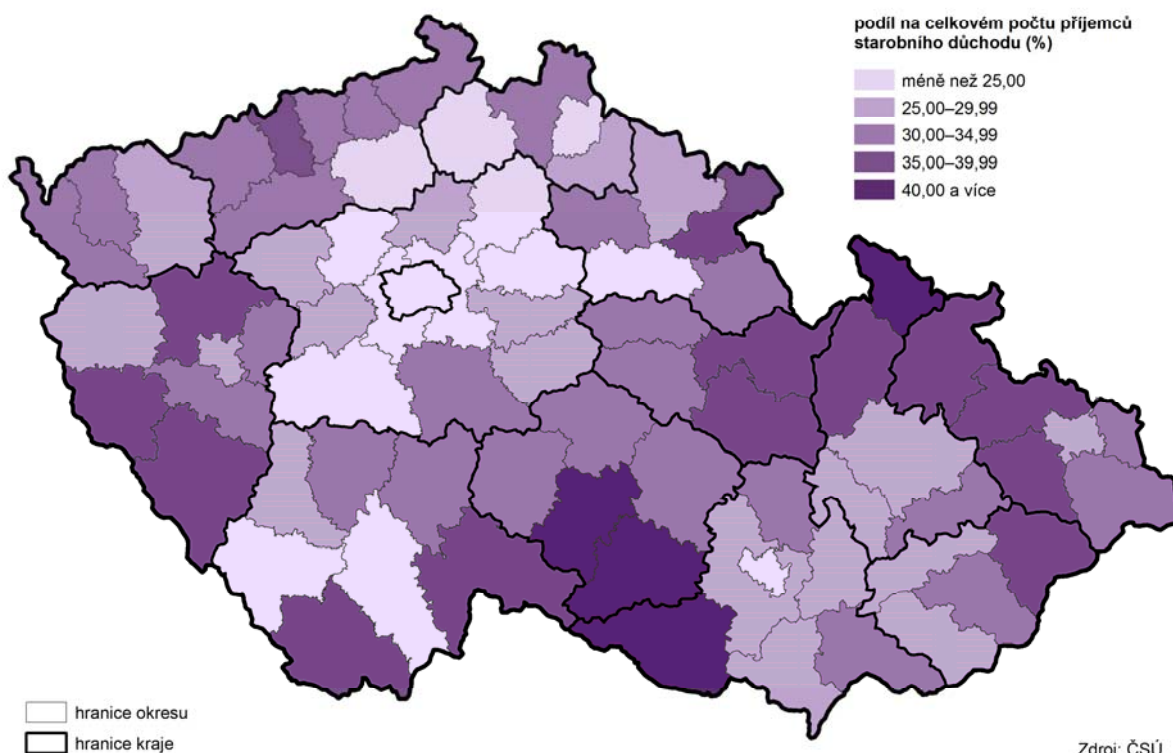 podíl na celkovém počtu příjemců
starobního důchodu (%)
méně než 25,00
25,00–29,99
30,00–34,99
35,00–39,99
40,00 a více
hranice okresu
hranice kraje
Zdroj: ČSÚ